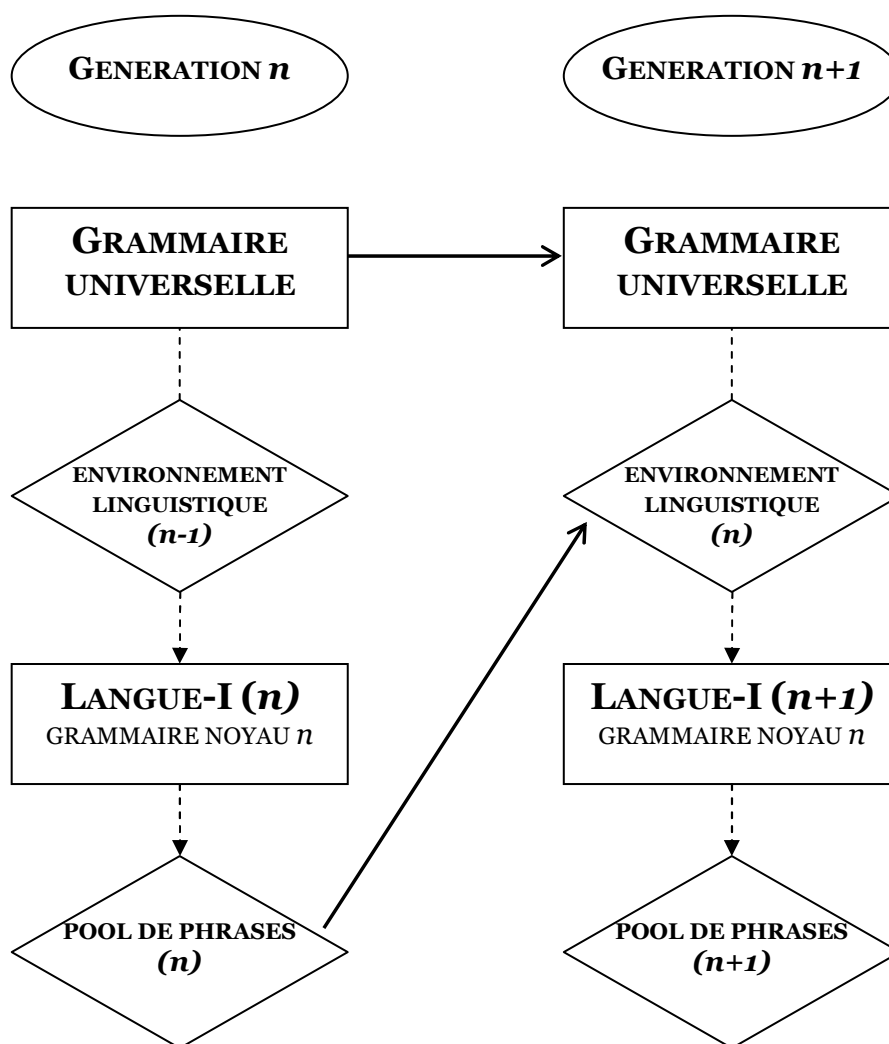 GENERATION n
GENERATION n+1
GRAMMAIRE
UNIVERSELLE
GRAMMAIRE
UNIVERSELLE
ENVIRONNEMENT
LINGUISTIQUE
(n-1)
ENVIRONNEMENT
LINGUISTIQUE
(n)
LANGUE-I (n)
GRAMMAIRE NOYAU n
LANGUE-I (n+1)
GRAMMAIRE NOYAU n
POOL DE PHRASES
(n)
POOL DE PHRASES
(n+1)